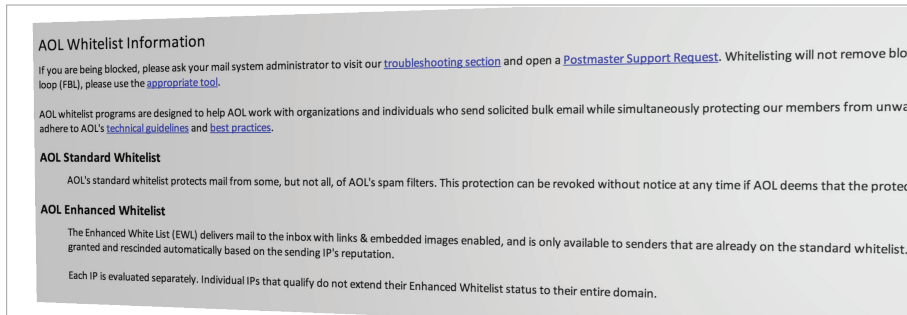 AOL Whitelist Information
If you are being blocked, please ask your mail system administrator to visit our troubleshooting section and open a Postmaster Support Request. Whitelisting will not remove
loop (FBL), please use the appropriate tool.
AOL whitelist programs are designed to help AOL work with organizations and individuals who send solicited bulk email while simultaneously protecting our members from
adhere to AOL's technical guidelines and best practices.
AOL Standard Whitelist
AOL's standard whitelist protects mail from some, but not all, of AOL's spam filters. This protection can be revoked without notice at any time if AOL deems that the
AOL Enhanced Whitelist
The Enhanced White List (EWL) delivers mail to the inbox with links & embedded images enabled, and is only available to senders that are already on the standard whitelist.
granted and rescinded automatically based on the sending IP's reputation.
Each IP is evaluated separately. Individual IPs that qualify do not extend their Enhanced Whitelist status to their entire domain.